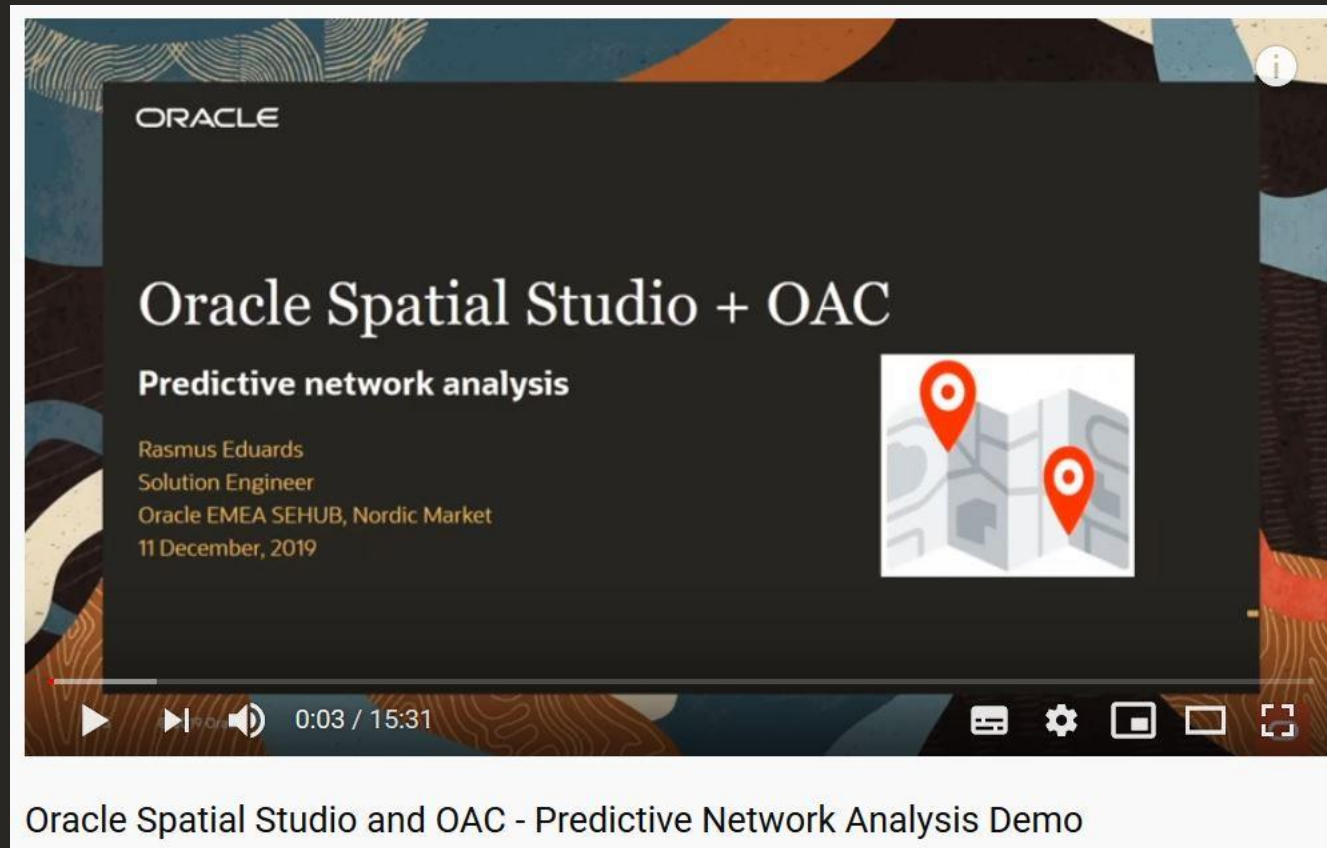 ORACLE
Oracle Spatial Studio + OAC
Predictive network analysis
Rasmus Eduards
Solution Engineer
Oracle EMEA SEHUB, Nordic Market
11 December, 2019
0:03 / 15:31
Oracle Spatial Studio and OAC - Predictive Network Analysis Demo